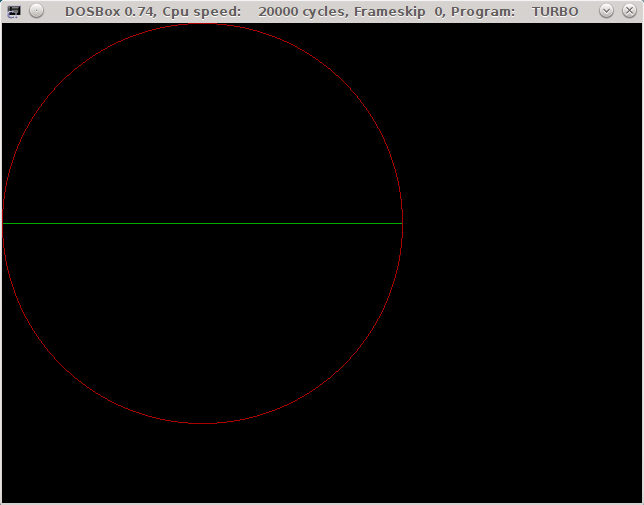 DOSBox 0.74, Cpu speed: 20000 cycles, Frameskip 0, Program: TURBO